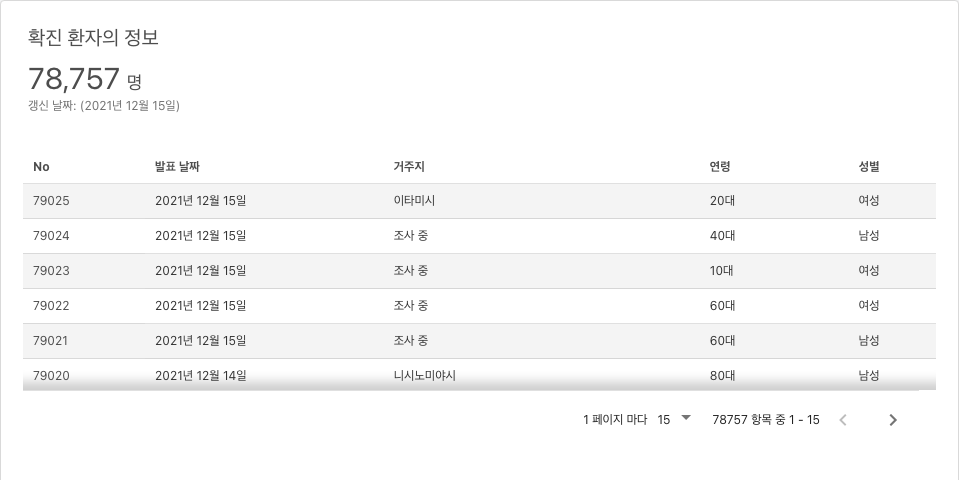 확진 환자의 정보
78,757 명
갱신 날짜: (2021년 12월 15일)
No 발표 날짜 거주지 연령 성별
79025 2021년 12월 15일 이타미시 20대 여성
79024 2021년 12월 15일 조사 중 40대 남성
79023 2021년 12월 15일 조사 중 10대 여성
79022 2021년 12월 15일 조사 중 60대 여성
79021 2021년 12월 15일 조사 중 60대 남성
79020 2021년 12월 14일 니시노미야시 80대 남성
1 페이지 마다 15 78757 항목 중 1 - 15